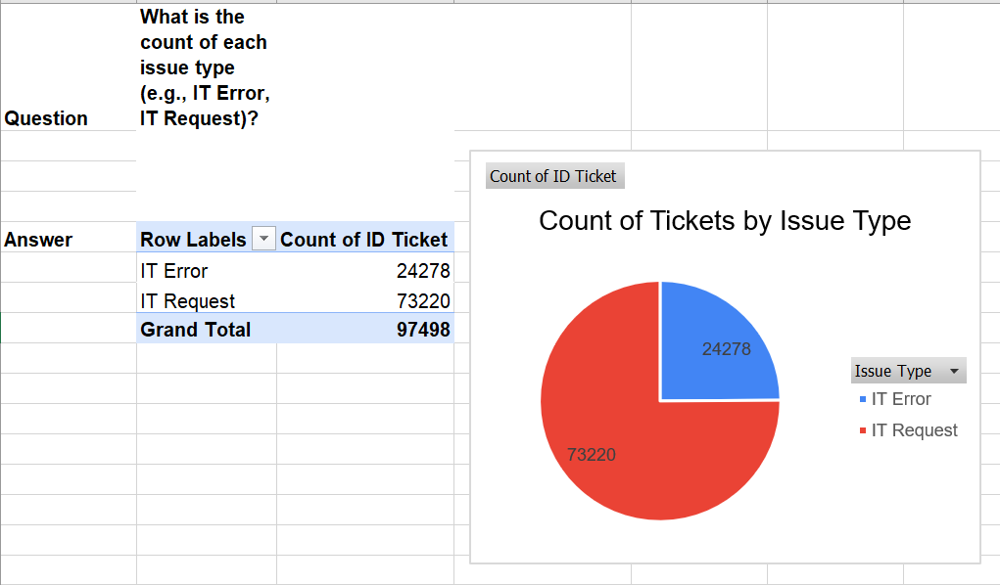 What is the
count of each
issue type
(e.g., IT Error,
Question IT Request)?
Answer Row Labels Count of ID Ticket
IT Error 24278
IT Request 73220
Grand Total 97498
Count of ID Ticket
Count of Tickets by Issue Type
24278
73220
Issue Type
IT Error
IT Request